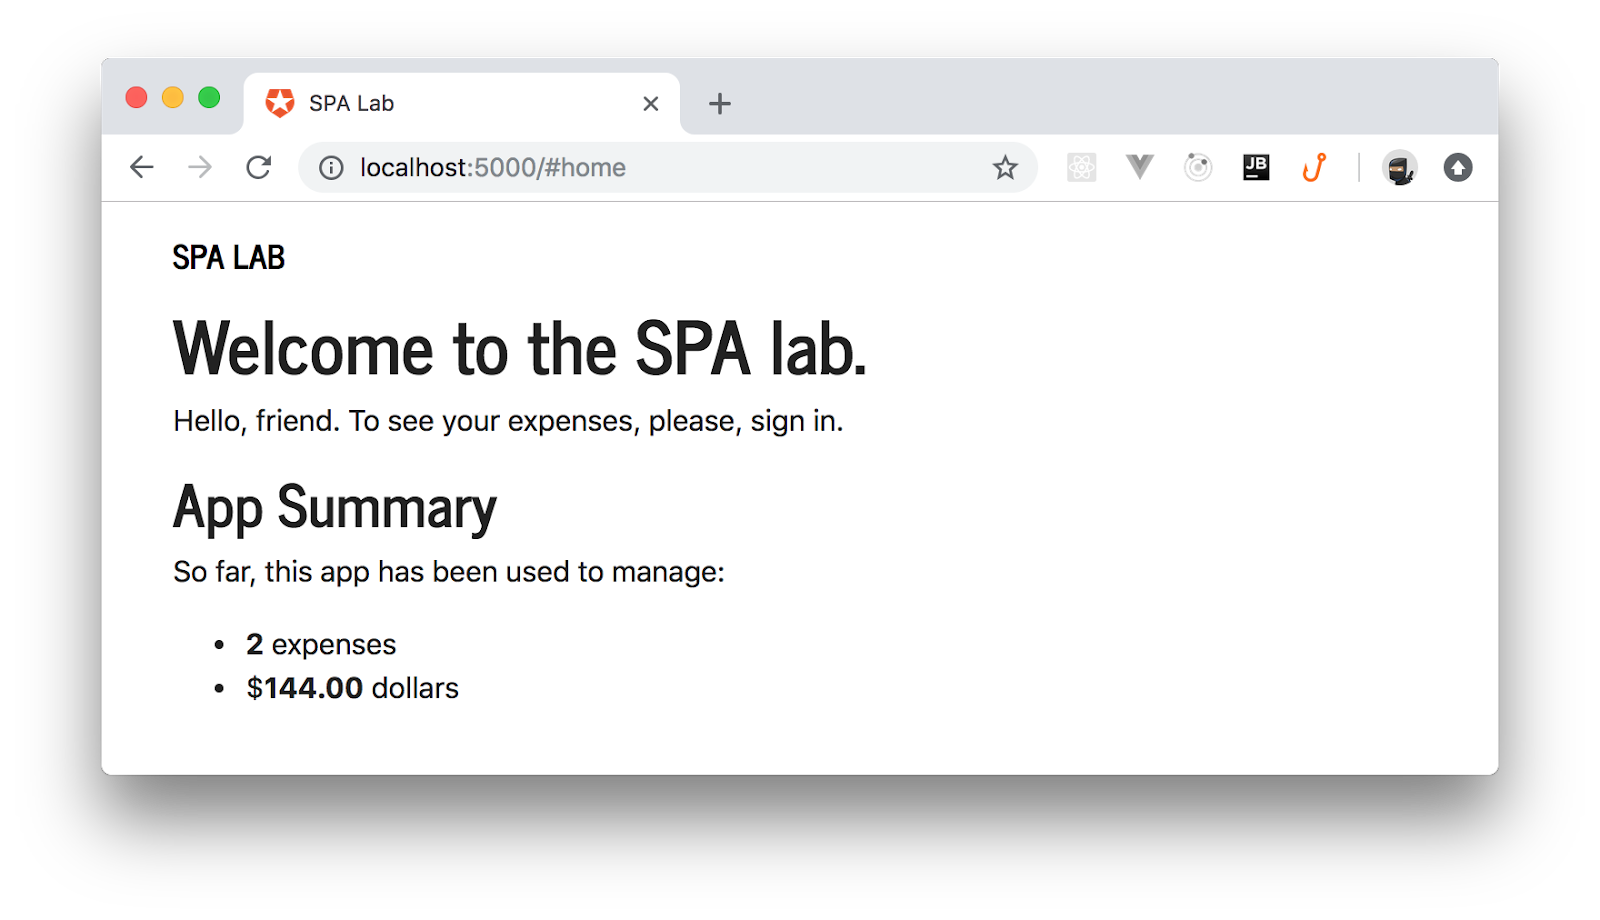 SPA Lab
localhost:5000/#home
JB
SPA LAB
Welcome to the SPA lab.
Hello, friend. To see your expenses, please, sign in.
App Summary
So far, this app has been used to manage:
• 2 expenses
• $144.00 dollars